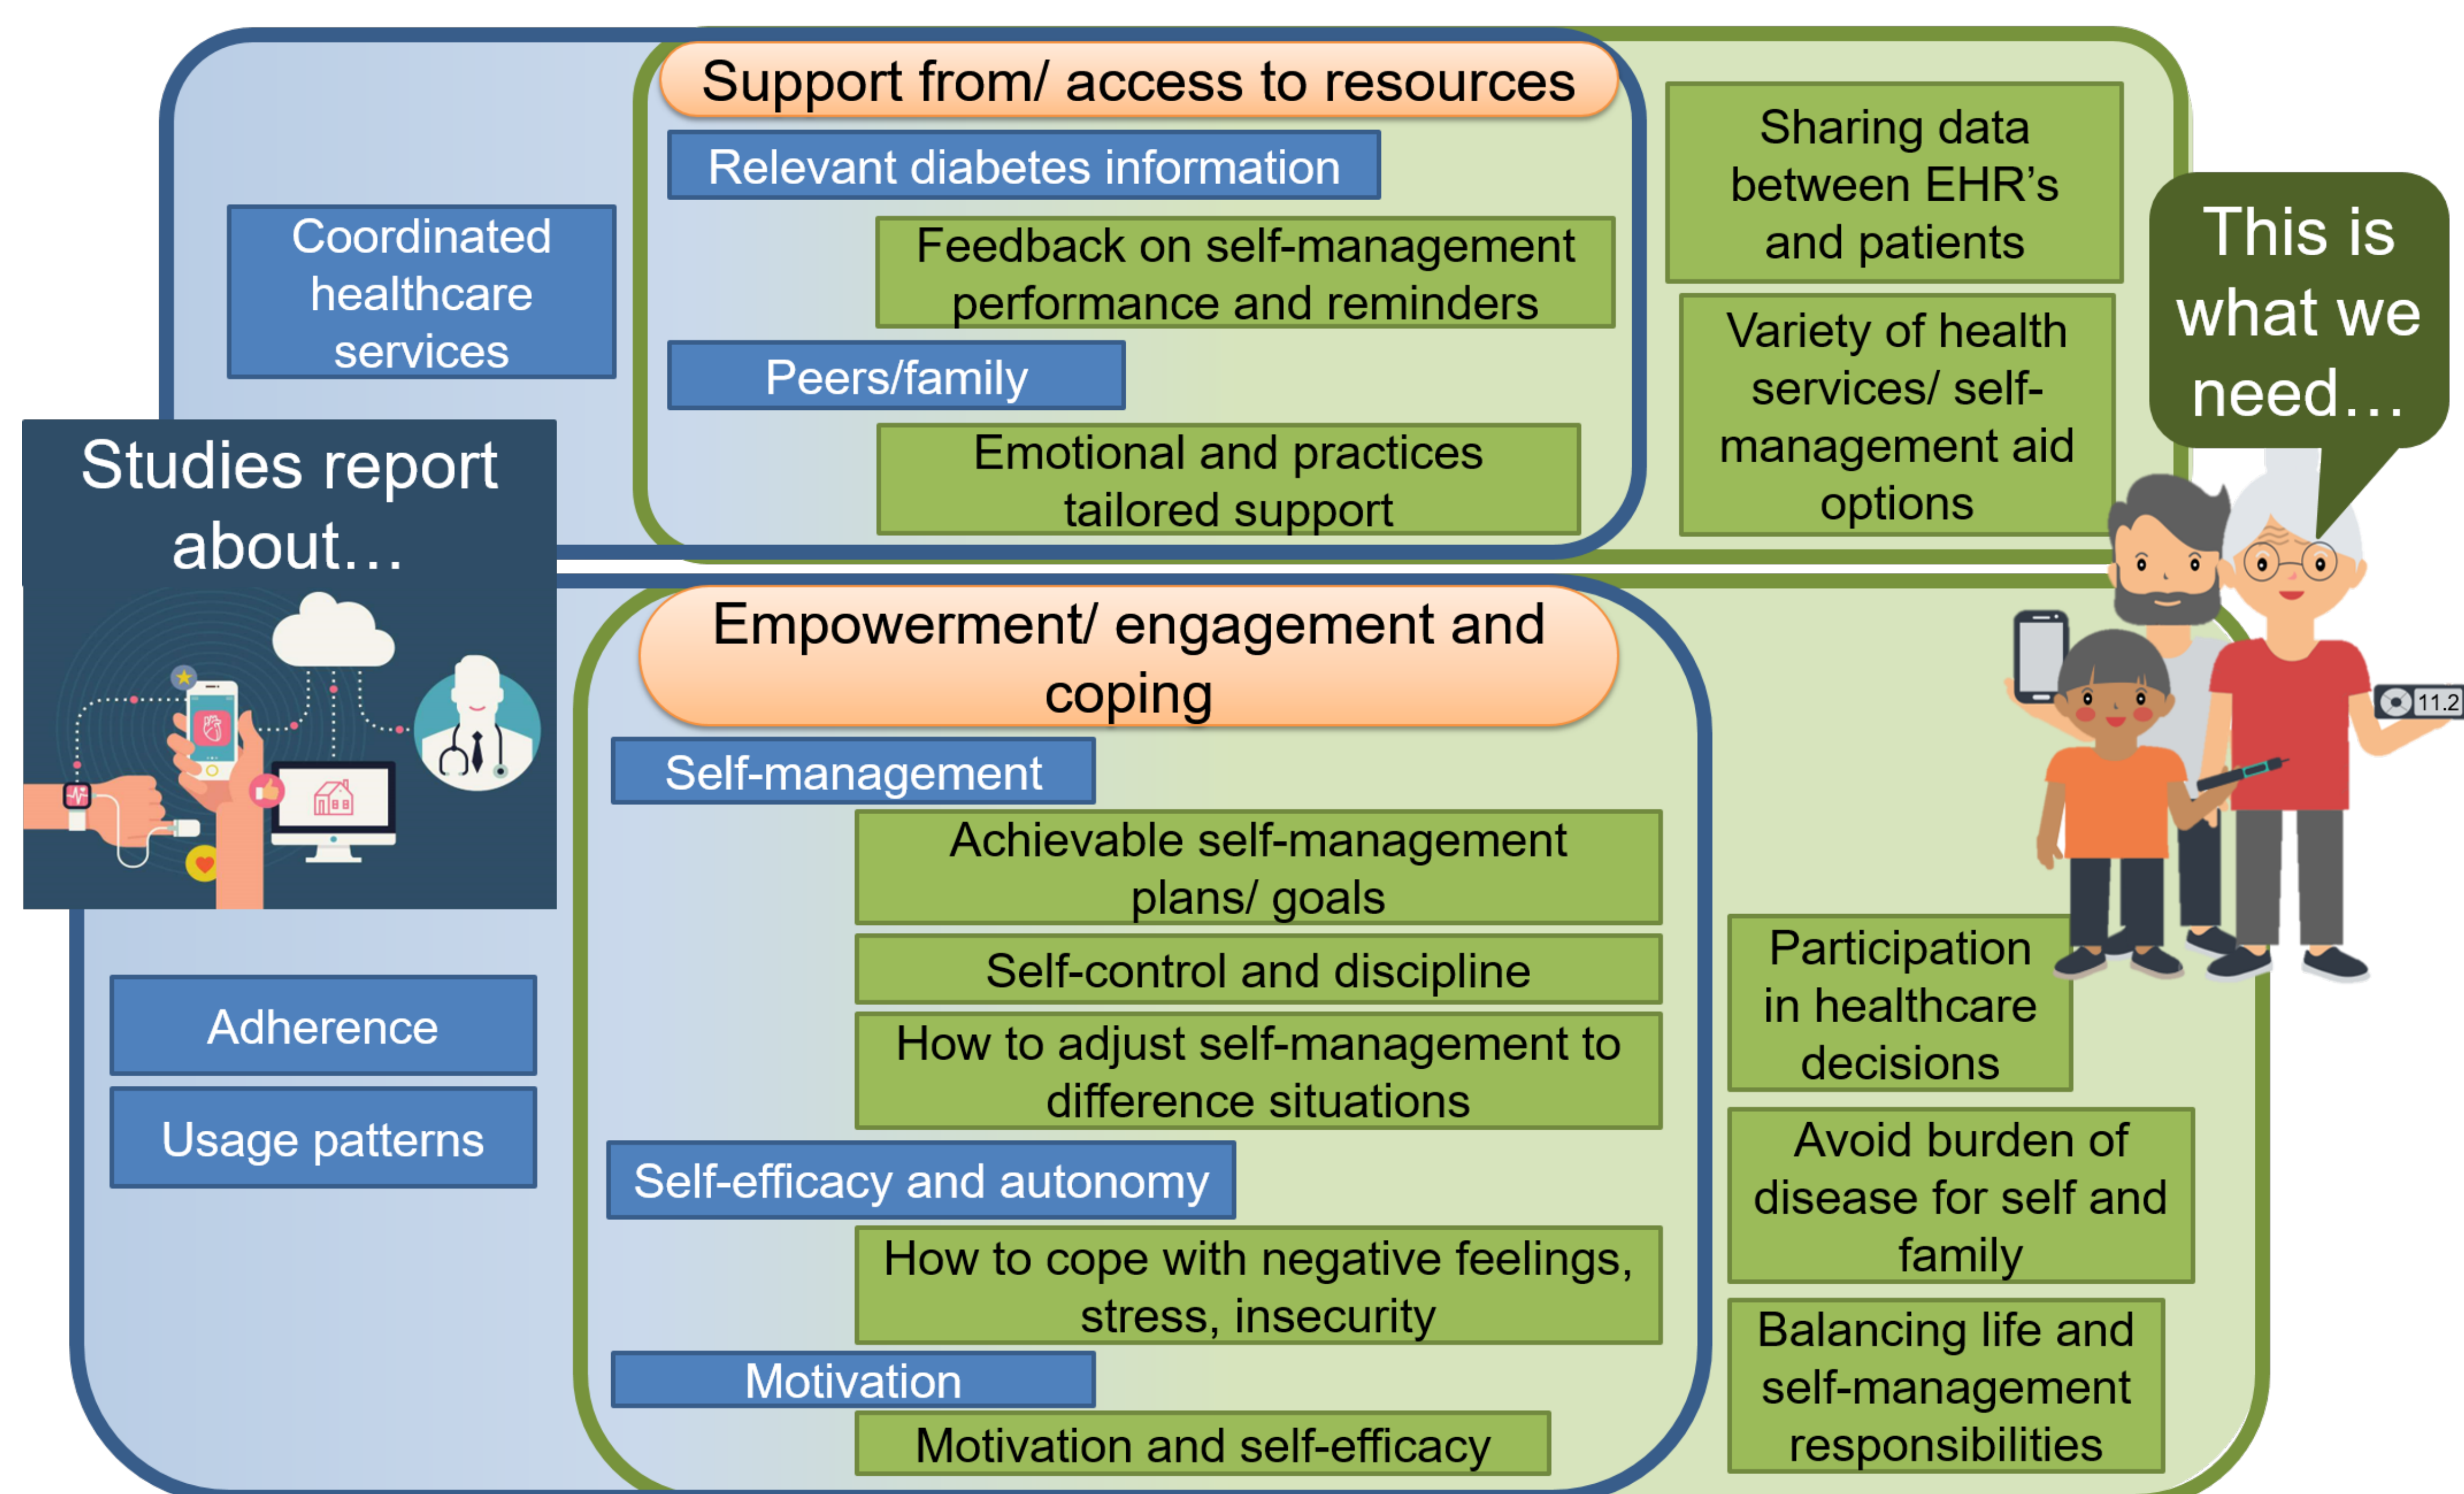 Support from/ access to resources
Relevant diabetes information
Feedback on self-management
performance and reminders
Peers/family
Emotional and practices
tailored support
Coordinated
healthcare
services
Sharing data
between EHR's
and patients
Variety of health
services/ self-
management aid
options
This is
what we
need…
Studies report
about…
Empowerment/ engagement and
coping
Self-management
Achievable self-management
plans/ goals
Self-control and discipline
How to adjust self-management to
difference situations
Self-efficacy and autonomy
How to cope with negative feelings,
stress, insecurity
Motivation
Motivation and self-efficacy
Adherence
Usage patterns
11.2
Participation
in healthcare
decisions
Avoid burden of
disease for self and
family
Balancing life and
self-management
responsibilities